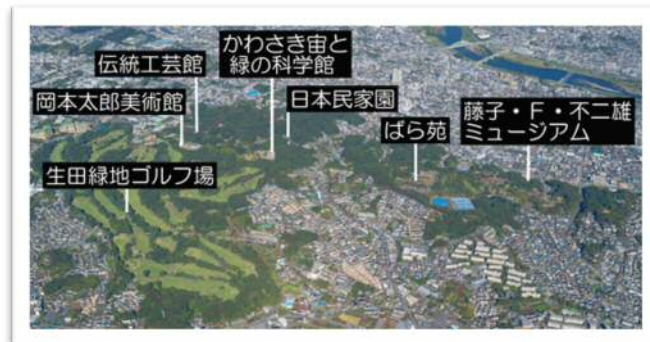 かわさき宙と
緑の科学館
伝統工芸館
日本民家園
岡本太郎美術館
藤子・F・不二雄
ミュージアム
ばら苑
生田緑地ゴルフ場